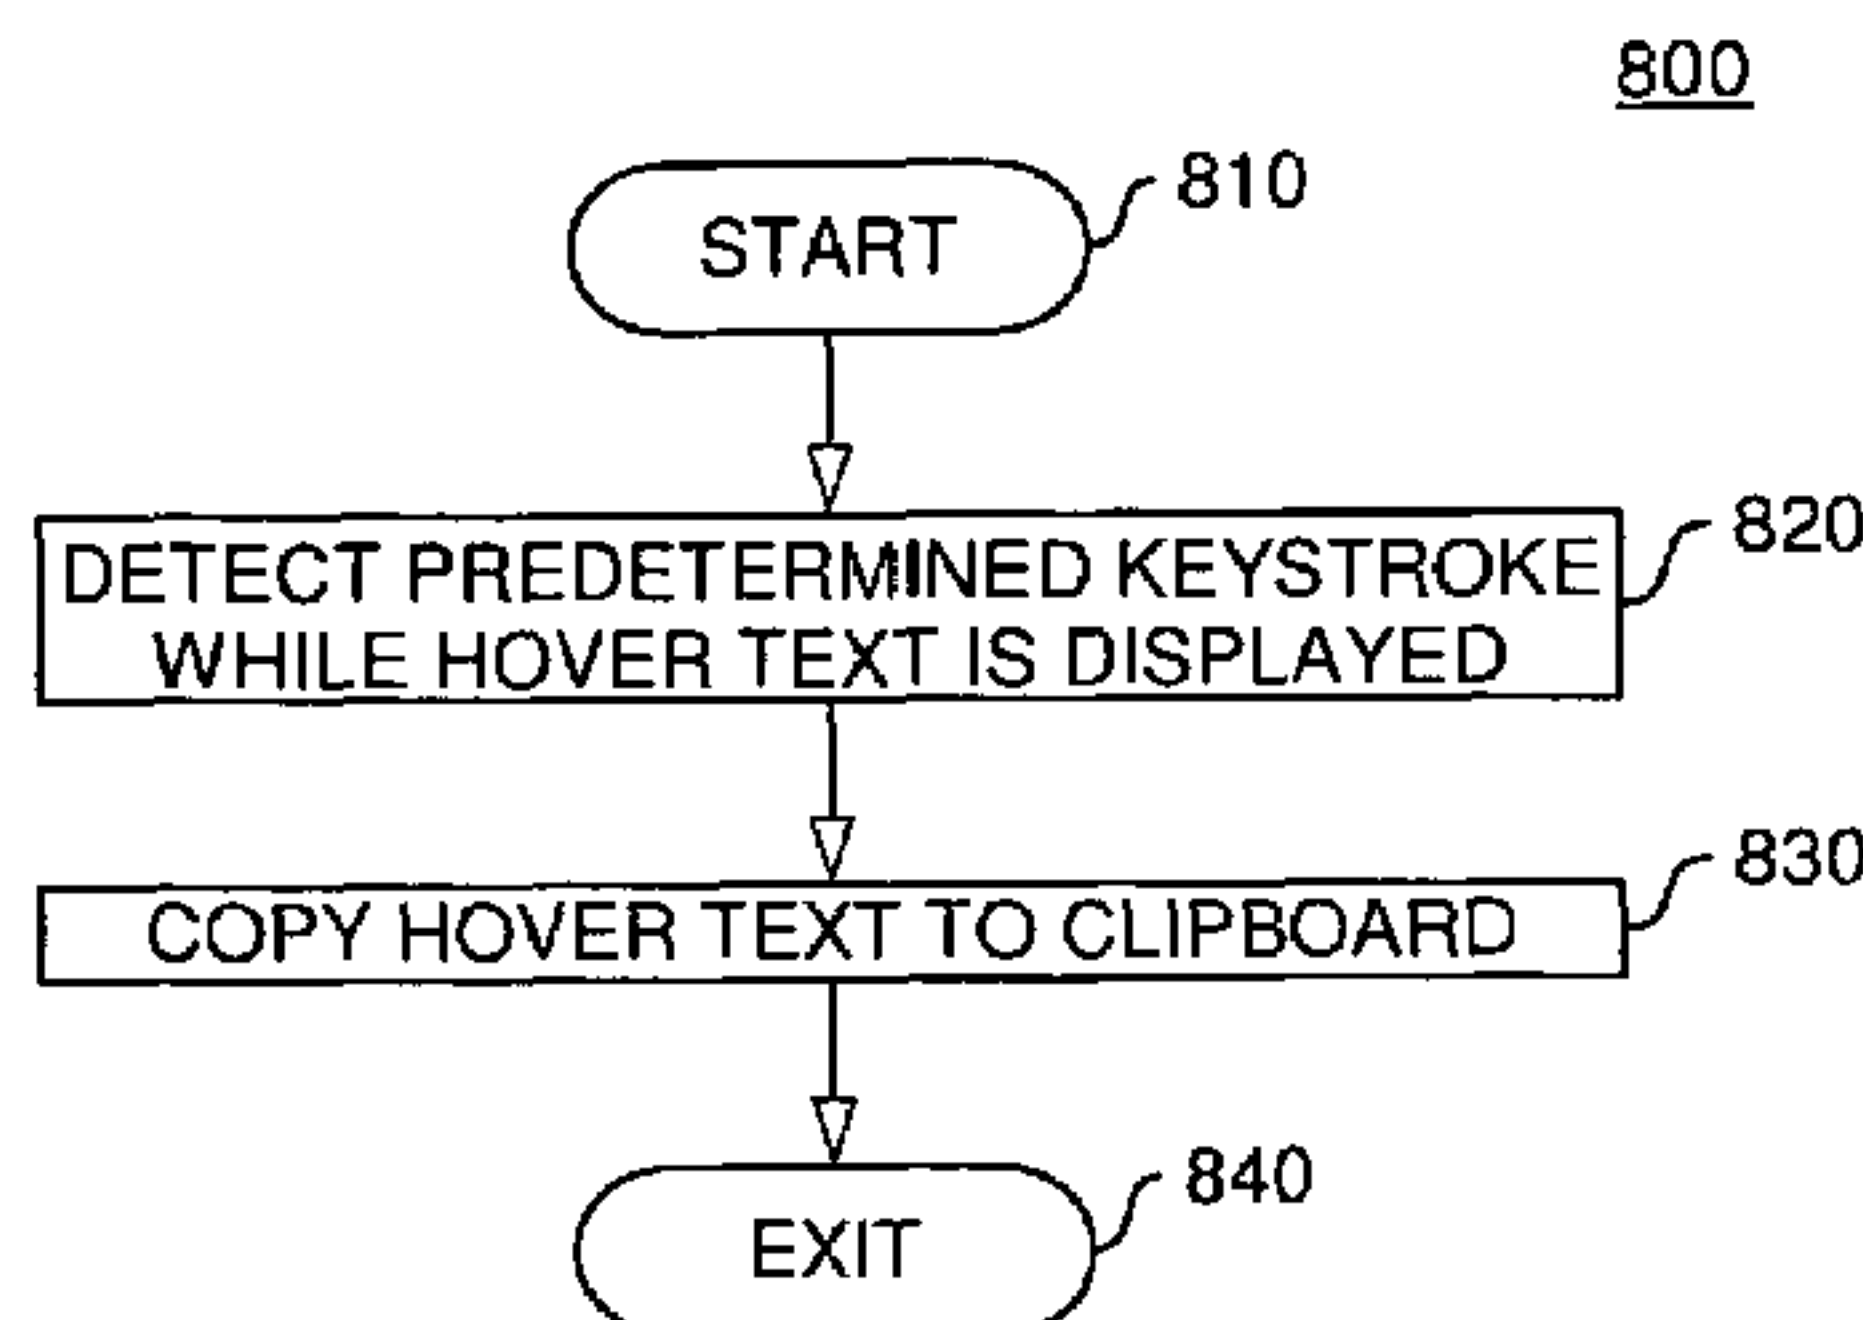 800
START
810
DETECT PREDETERMINED KEYSTROKE
WHILE HOVER TEXT IS DISPLAYED
820
COPY HOVER TEXT TO CLIPBOARD
830
EXIT
840